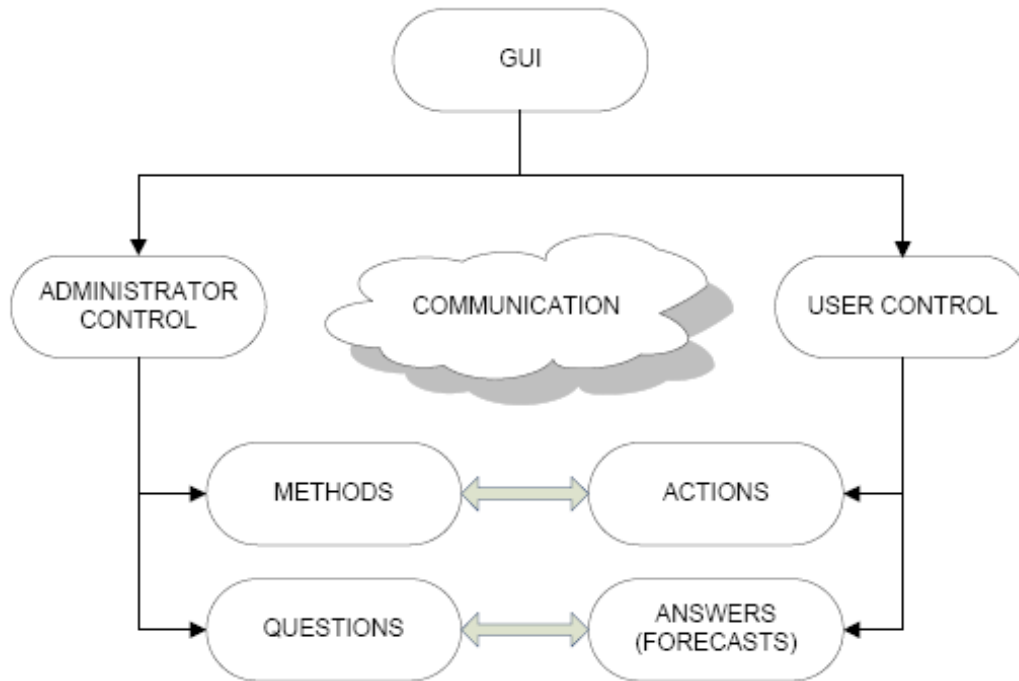 GUI
ADMINISTRATOR
CONTROL
COMMUNICATION
USER CONTROL
METHODS
ACTIONS
QUESTIONS
ANSWERS
(FORECASTS)